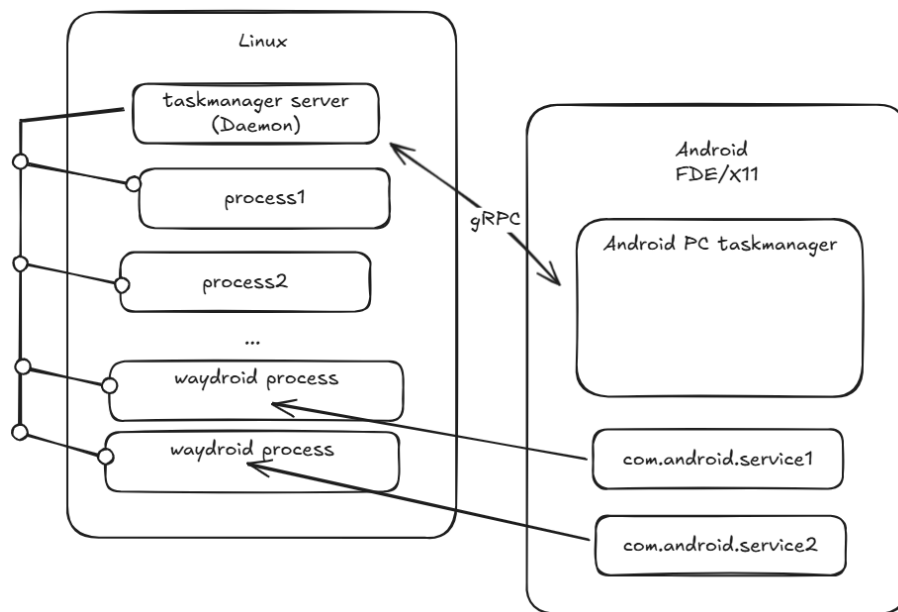 Linux
taskmanager server
(Daemon)
process1
process2
...
waydroid process
waydroid process
gRPC
Android
FDE/X11
Android PC taskmanager
com.android.service1
com.android.service2